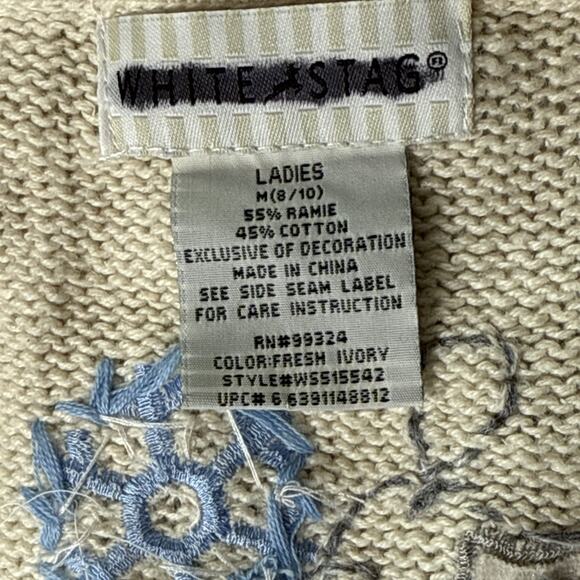 WHITE STAG®
LADIES
M(8/10)
55% RAMIE
45% COTTON
EXCLUSIVE OF DECORATION
MADE IN CHINA
SEE SIDE SEAM LABEL
FOR CARE INSTRUCTION
RN#99324
COLOR:FRESH IVORY
STYLE#WS515542
UPC# 6 6391148812